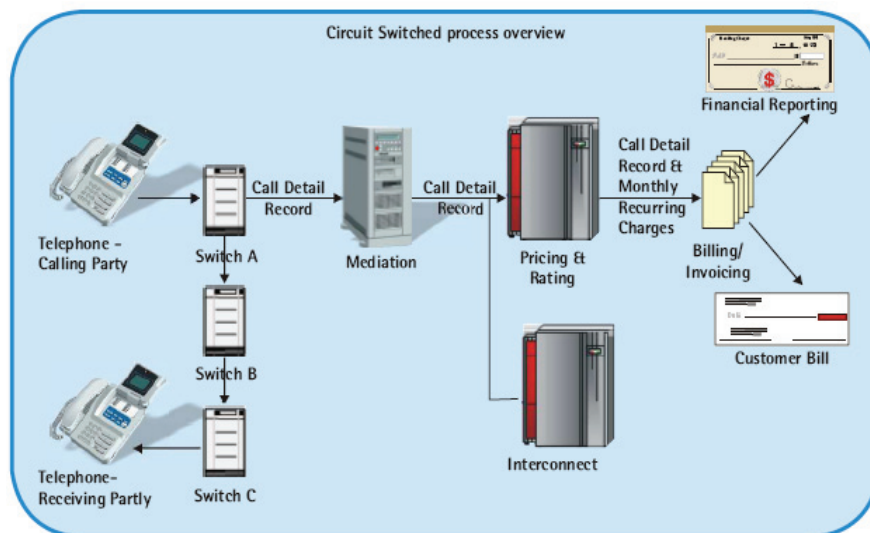 Circuit Switched process overview
Financial Reporting
Call Detail
Record &
Monthly
Recurring
Charges
Call Detail
Record
Call Detail
Record
Telephone -
Calling Party
Switch A
Mediation
Pricing &
Rating
Billing/
Invoicing
Switch B
Customer Bill
Telephone-
Receiving Partly
Switch C
Interconnect
$